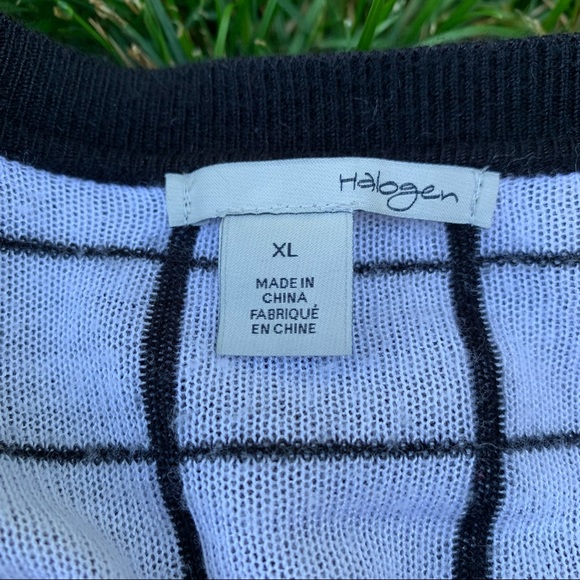 Halogen
XL
MADE IN
CHINA
FABRIQUÉ
EN CHINE